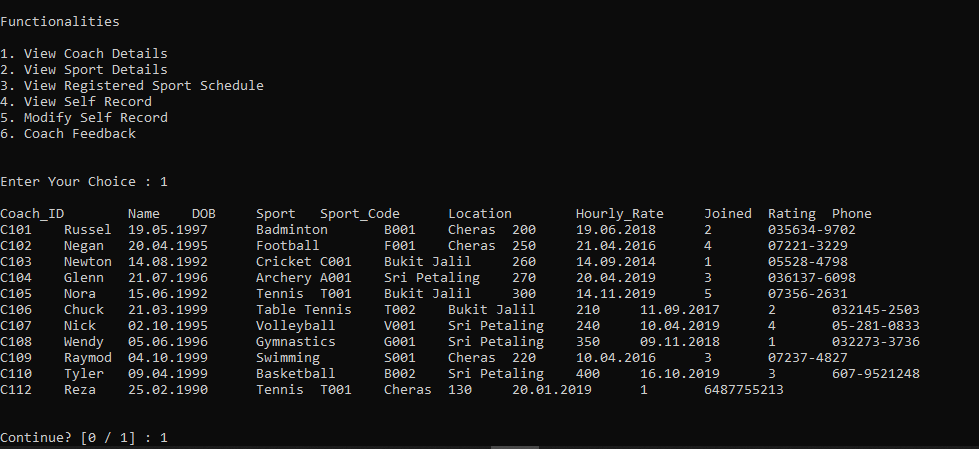 Functionalities
1. View Coach Details
2. View Sport Details
3. View Registered Sport Schedule
4. View Self Record
5. Modify Self Record
6. Coach Feedback
Enter Your Choice : 1
Coach_ID Name DOB Sport Sport_Code Location Hourly_Rate Joined Rating Phone
C101 Russel 19.05.1997 Badminton B001 Cheras 200 19.06.2018 2 035634-9702
C102 Negan 20.04.1995 Football F001 Cheras 250 21.04.2016 4 07221-3229
C103 Newton 14.08.1992 Cricket C001 Bukit Jalil 260 14.09.2014 1 05528-4798
C104 Glenn 21.07.1996 Archery A001 Sri Petaling 270 20.04.2019 3 036137-6098
C105 Nora 15.06.1992 Tennis T001 Bukit Jalil 300 14.11.2019 5 07356-2631
C106 Chuck 21.03.1999 Table Tennis T002 Bukit Jalil 210 11.09.2017 2 032145-2503
C107 Nick 02.10.1995 Volleyball V001 Sri Petaling 240 10.04.2019 4 05-281-0833
C108 Wendy 05.06.1996 Gymnastics G001 Sri Petaling 350 09.11.2018 1 032273-3736
C109 Raymod 04.10.1999 Swimming S001 Cheras 220 10.04.2016 3 07237-4827
C110 Tyler 09.04.1999 Basketball B002 Sri Petaling 400 16.10.2019 3 607-9521248
C112 Reza 25.02.1990 Tennis T001 Cheras 130 20.01.2019 1 6487755213
Continue? [0 / 1] : 1